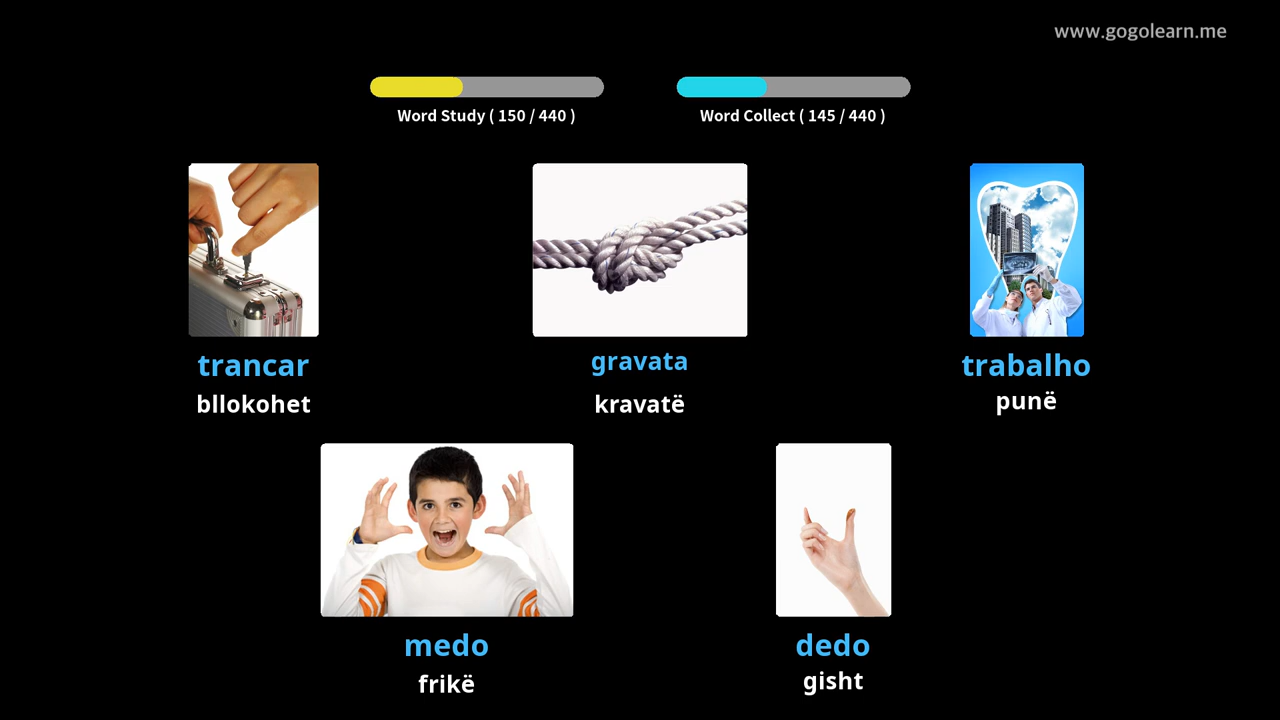 www.gogolearn.me
Word Study ( 150 / 440 )
Word Collect ( 145 / 440 )
trancar
bllokohet
gravata
kravatë
trabalho
punë
medo
frikë
dedo
gisht